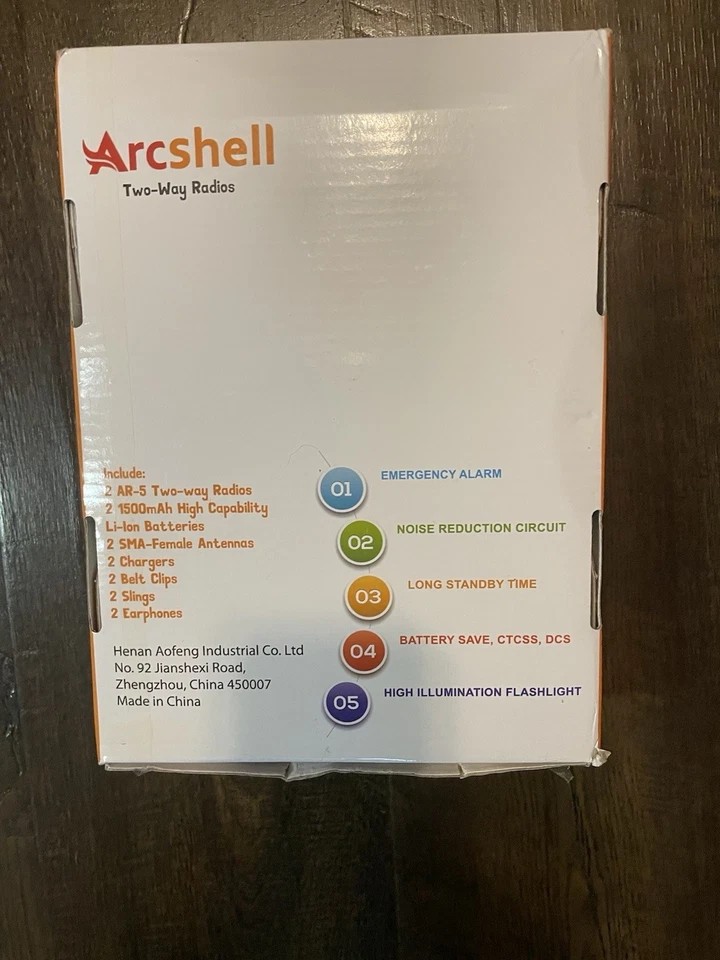 Arcshell
Two-Way Radios
Include:
2 AR-5 Two-way Radios
2 1500mAh High Capability
Li-Ion Batteries
2 SMA-Female Antennas
2 Chargers
2 Belt Clips
2 Slings
2 Earphones
Henan Aofeng Industrial Co. Ltd
No. 92 Jianshexi Road,
Zhengzhou, China 450007
Made in China
01 EMERGENCY ALARM
02 NOISE REDUCTION CIRCUIT
03 LONG STANDBY TIME
04 BATTERY SAVE, CTCSS, DCS
05 HIGH ILLUMINATION FLASHLIGHT